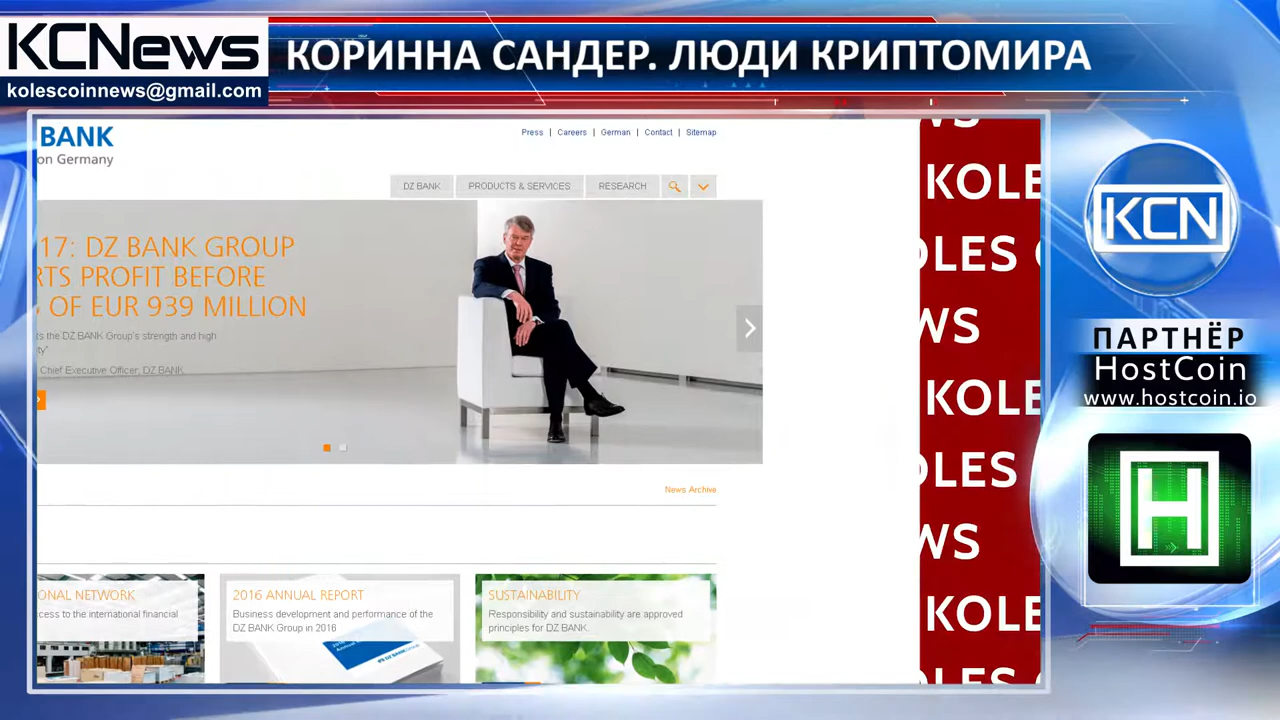 KCNews
kolescoinnews@gmail.com
КОРИННА САНДЕР. ЛЮДИ КРИПТОМИРА
BANK
on Germany
Press | Careers | German | Contact | Sitemap
DZ BANK
PRODUCTS & SERVICES
RESEARCH
17: DZ BANK GROUP
RTS PROFIT BEFORE
OF EUR 939 MILLION
ts the DZ BANK Group's strength and high
ity"
Chief Executive Officer, DZ BANK
News Archive
ONAL NETWORK
ccess to the international financial
2016 ANNUAL REPORT
Business development and performance of the
DZ BANK Group in 2016
SUSTAINABILITY
Responsibility and sustainability are approved
principles for DZ BANK.
WS
KOLE
OLES
WS
KOLE
OLES
WS
KOLE
OLES
KCN
ПАРТНЁР
HostCoin
www.hostcoin.io
H